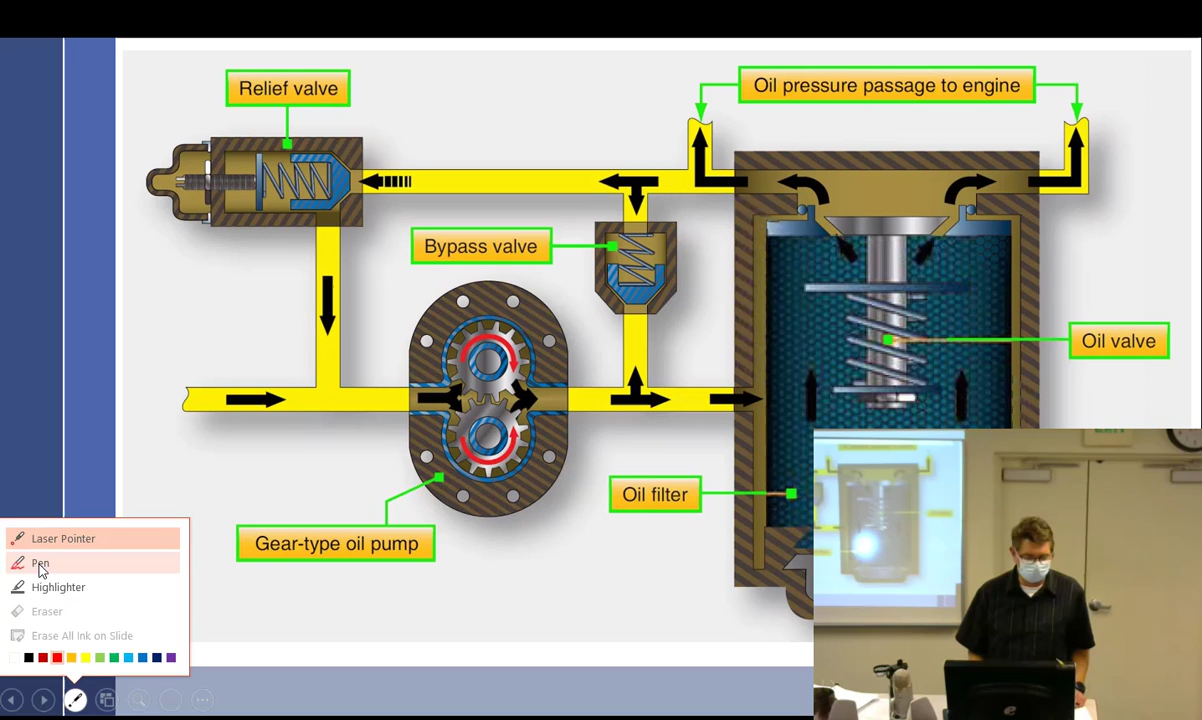 Relief valve
Oil pressure passage to engine
Bypass valve
Oil valve
Oil filter
Gear-type oil pump
Laser Pointer
Pen
Highlighter
Eraser
Erase All Ink on Slide